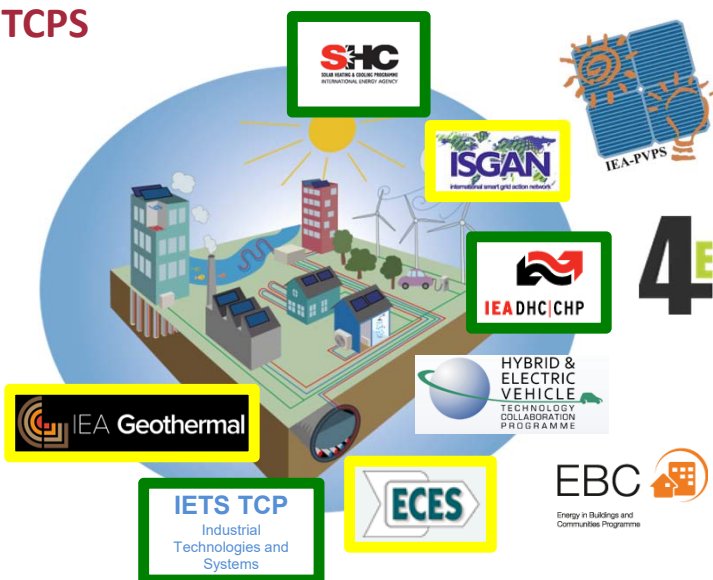 TCPS
SHC
SOLAR HEATING & COOLING PROGRAMME
INTERNATIONAL ENERGY AGENCY
ISGAN
international smart grid action network
IEA-PVPS
IEA DHC|CHP
4E
HYBRID &
ELECTRIC
VEHICLE
TECHNOLOGY
COLLABORATION
PROGRAMME
IEA Geothermal
EBC
Energy in Buildings and
Communities Programme
ECES
IETS TCP
Industrial
Technologies and
Systems